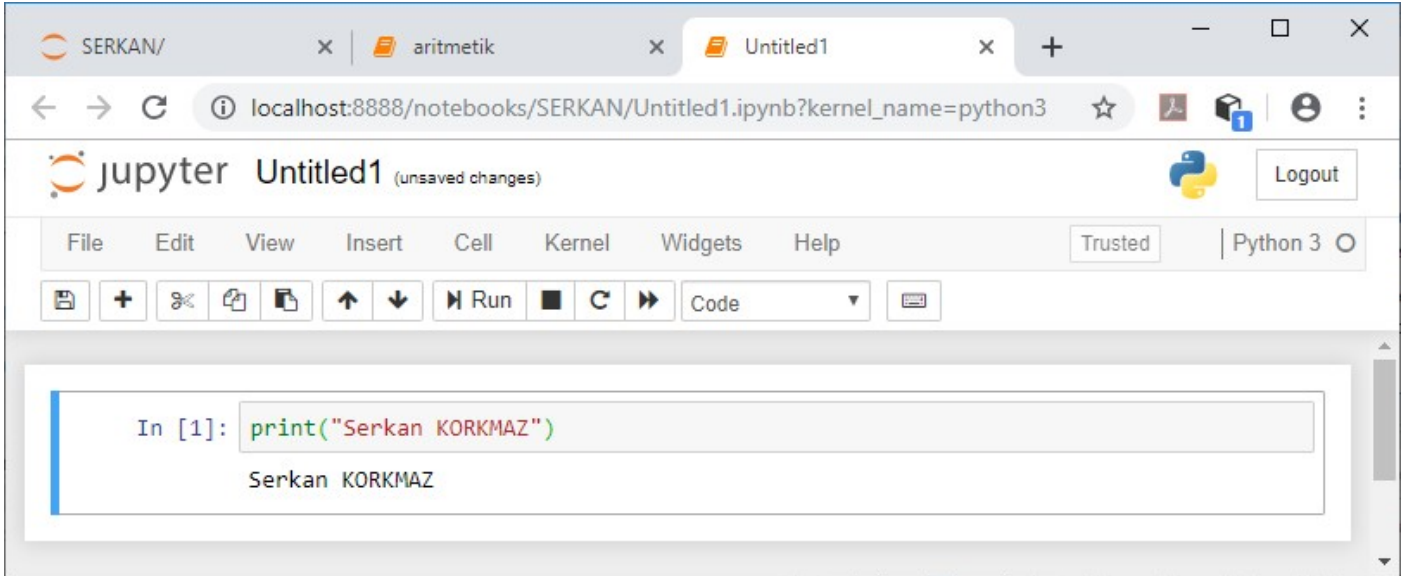 SERKAN/ aritmetik Untitled1
localhost:8888/notebooks/SERKAN/Untitled1.ipynb?kernel_name=python3
1
jupyter Untitled1 (unsaved changes) Logout
File Edit View Insert Cell Kernel Widgets Help Trusted Python 3
Run Code
In [1]: print("Serkan KORKMAZ")
Serkan KORKMAZ